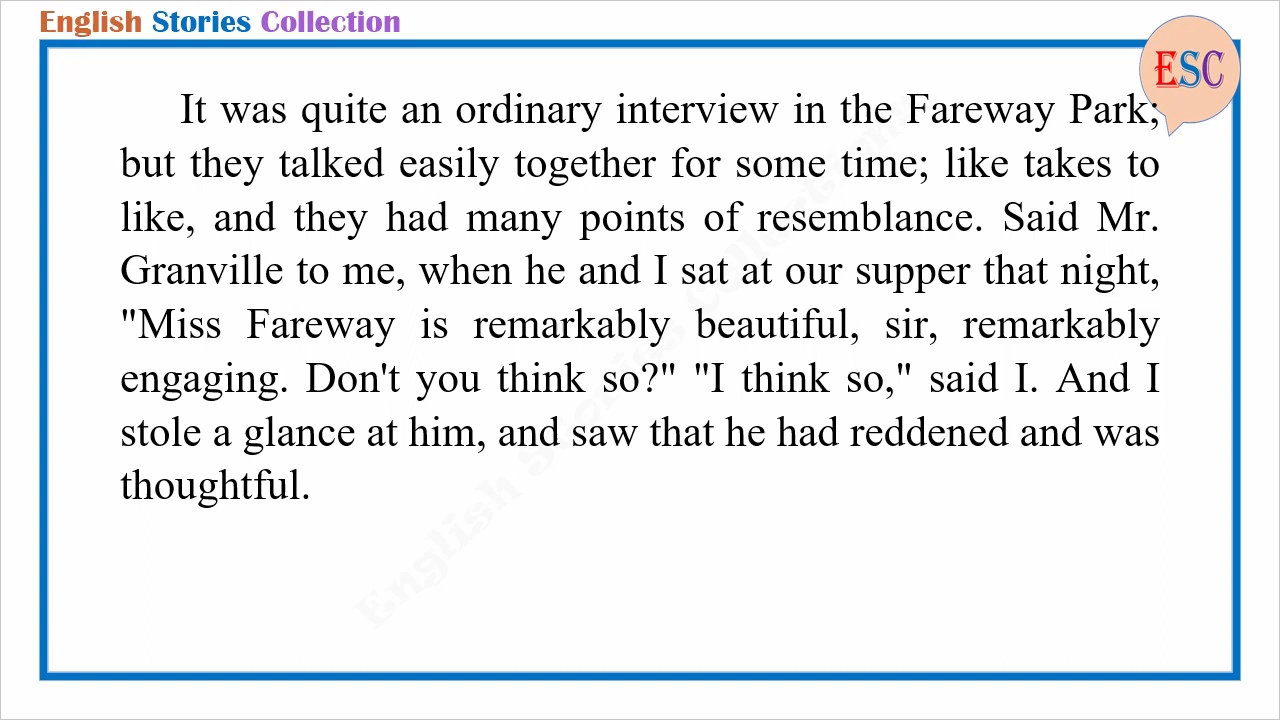 English Stories Collection
ESC
It was quite an ordinary interview in the Fareway Park;
but they talked easily together for some time; like takes to
like, and they had many points of resemblance. Said Mr.
Granville to me, when he and I sat at our supper that night,
"Miss Fareway is remarkably beautiful, sir, remarkably
engaging. Don't you think so?" "I think so," said I. And I
stole a glance at him, and saw that he had reddened and was
thoughtful.
English Stories Collection